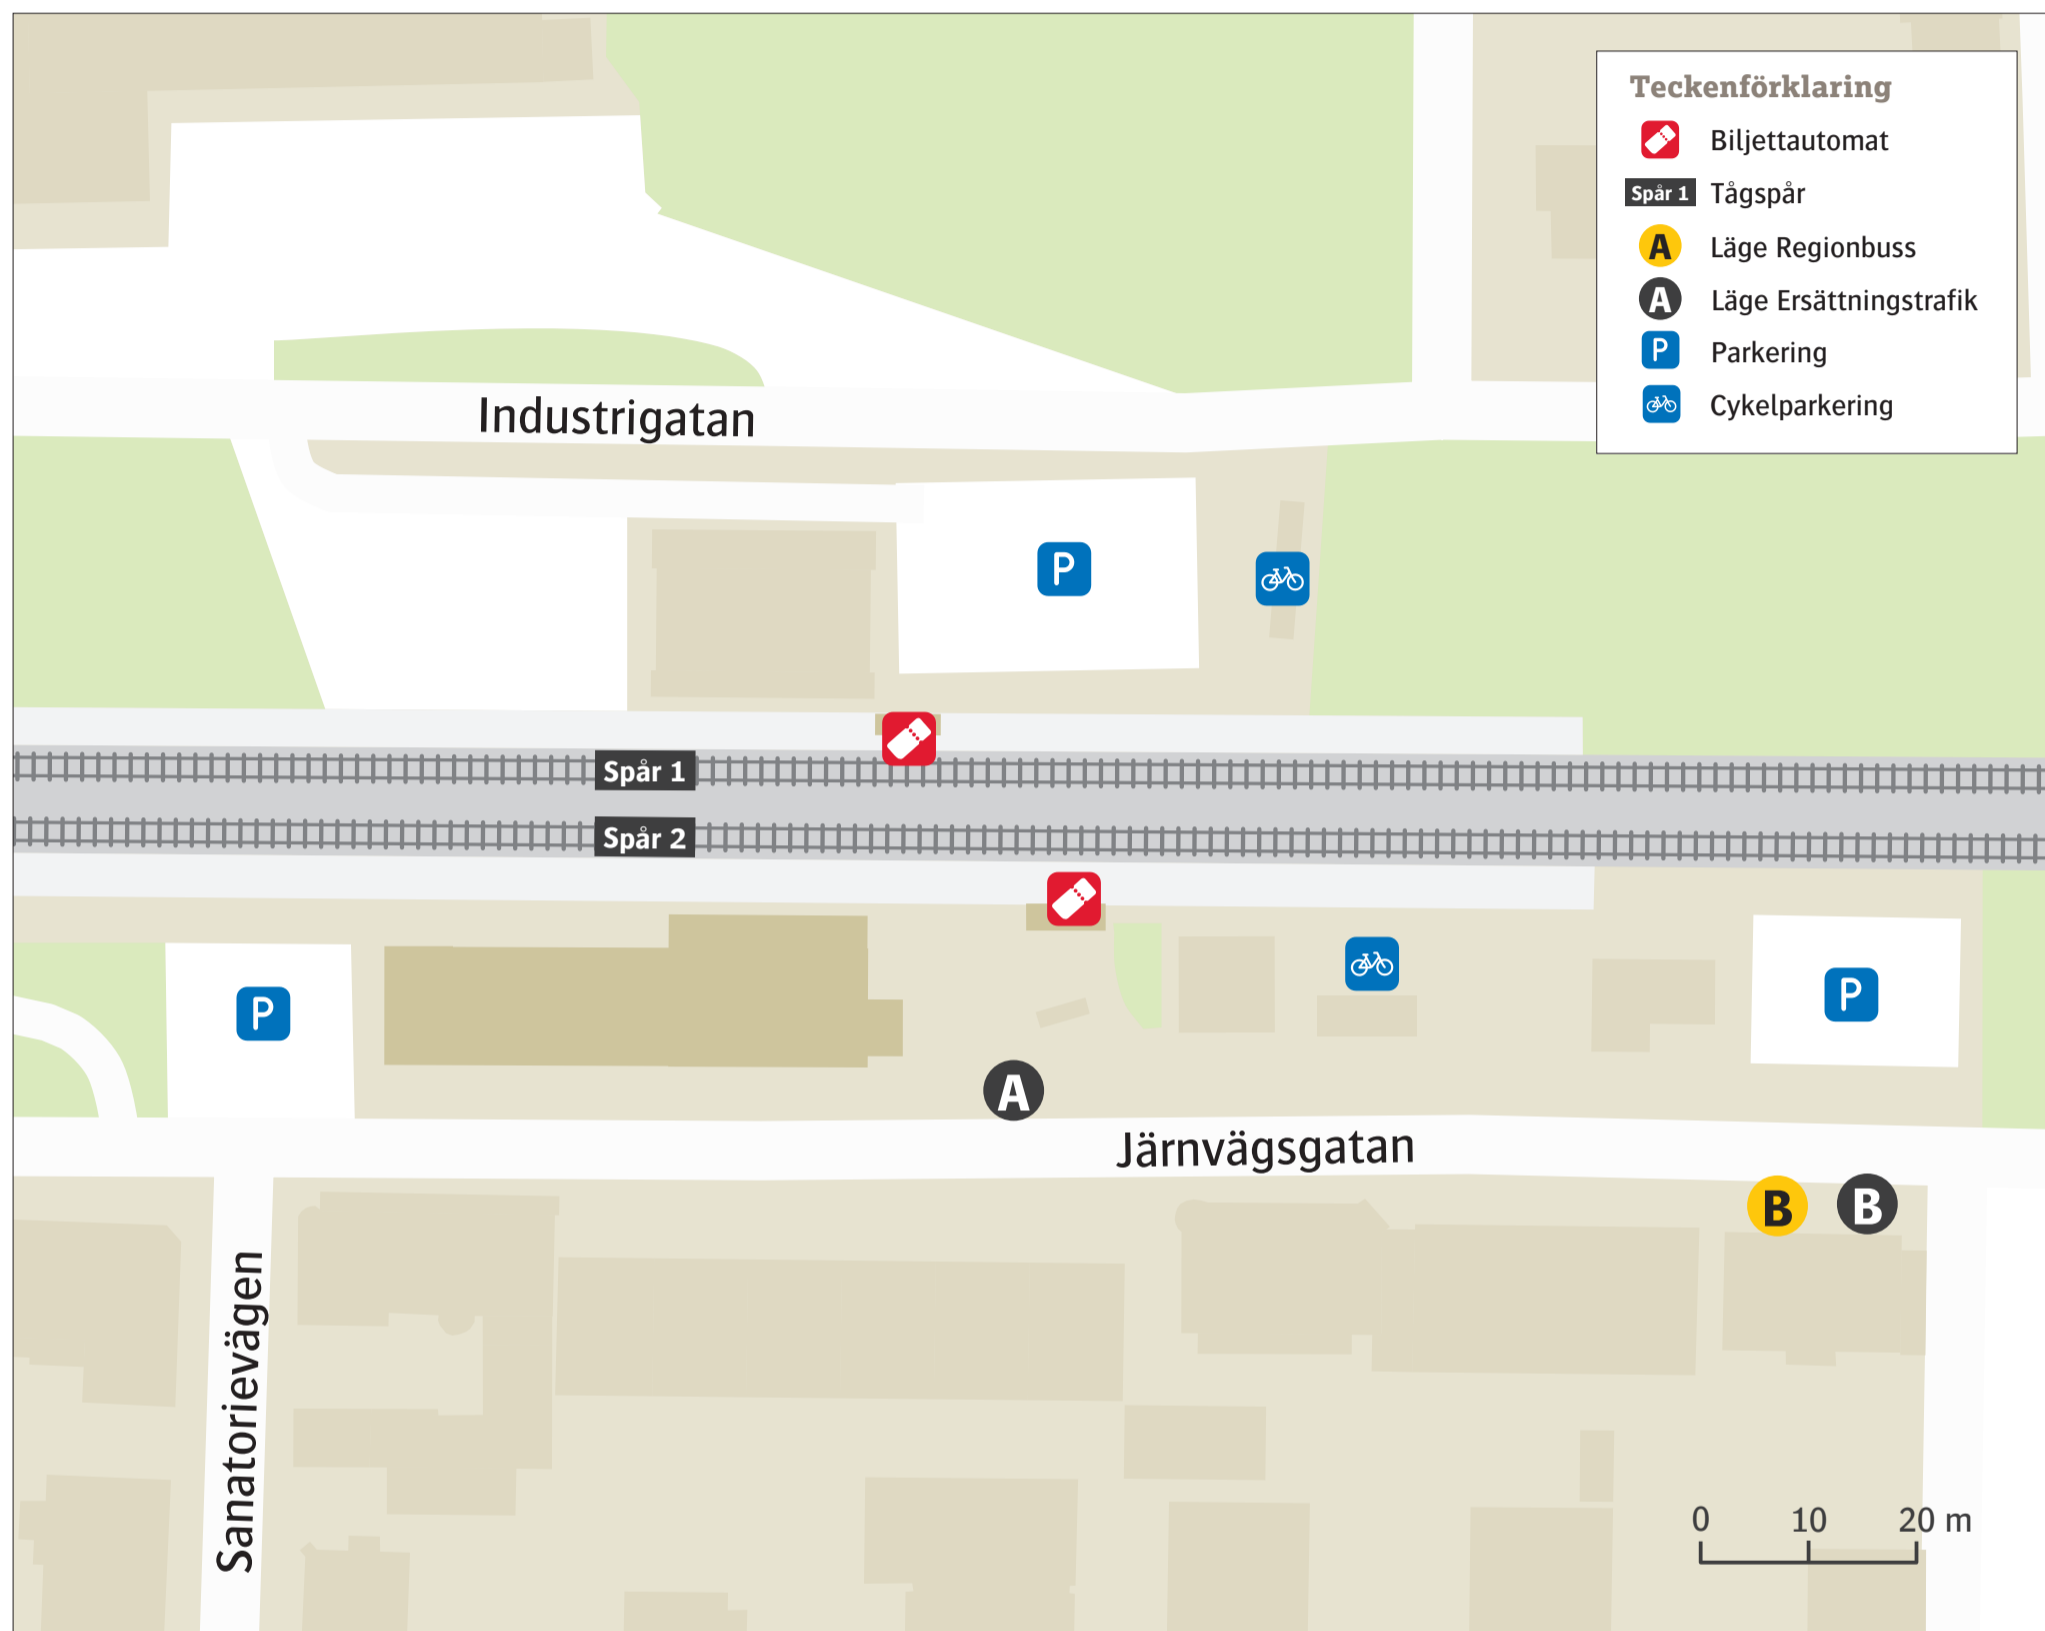 Teckenförklaring
Biljettautomat
Spår 1 Tågspår
A Läge Regionbuss
A Läge Ersättningstrafik
P Parkering
Cykelparkering
Industrigatan
P
Spår 1
Spår 2
P
P
A
Järnvägsgatan
B B
Sanatorievägen
0 10 20 m